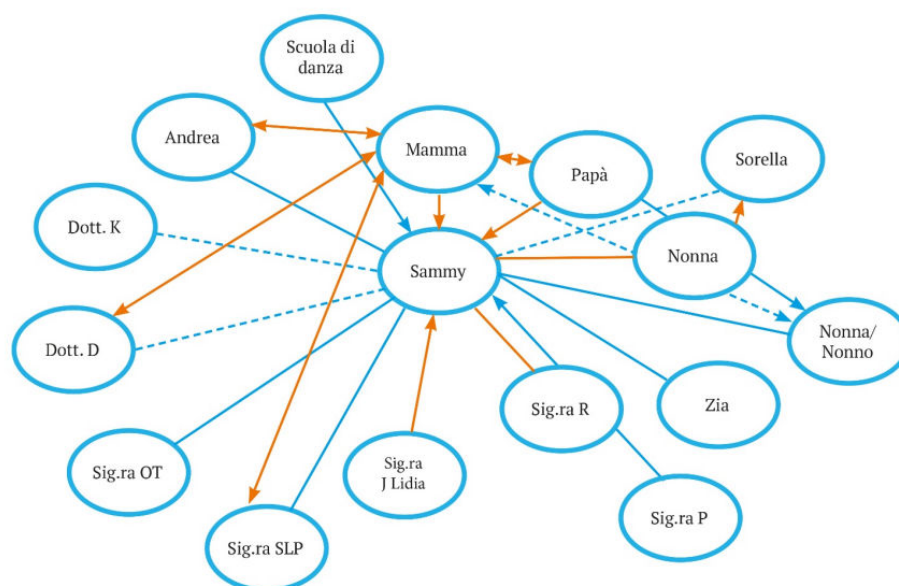 Scuola di
danza
Andrea
Mamma
Papà
Sorella
Dott. K
Sammy
Nonna
Dott. D
Nonna/
Nonno
Sig.ra R
Zia
Sig.ra OT
Sig.ra
J Lidia
Sig.ra P
Sig.ra SLP